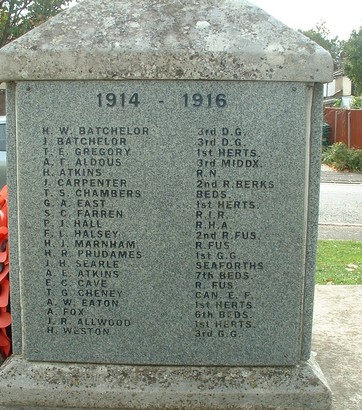 1914 - 1916
H. W. BATCHELOR 3rd D.G.
J. BATCHELOR 3rd D.G.
T. E. GREGORY 1st HERTS.
A. F. ALDOUS 3rd MIDDX.
H. ATKINS R.N.
J. CARPENTER 2nd R.BERKS
T. S. CHAMBERS BEDS.
G. A. EAST 1st HERTS.
S. C. FARREN R.I.R.
P. J. HALL R.H.A.
F. J. HALSEY 2nd R.FUS.
H. J. MARNHAM R.FUS
H. R. PRUDAMES 1st G.G
J. H. SEARLE SEAFORTHS
A. E. ATKINS 7th BEDS.
E. C. CAVE R. FUS.
T. G. CHENEY CAN. E. F.
A. W. EATON 1st HERTS.
A. FOX 6th BEDS.
J. R. ALLWOOD 1st HERTS.
H. WESTON 3rd G.G.